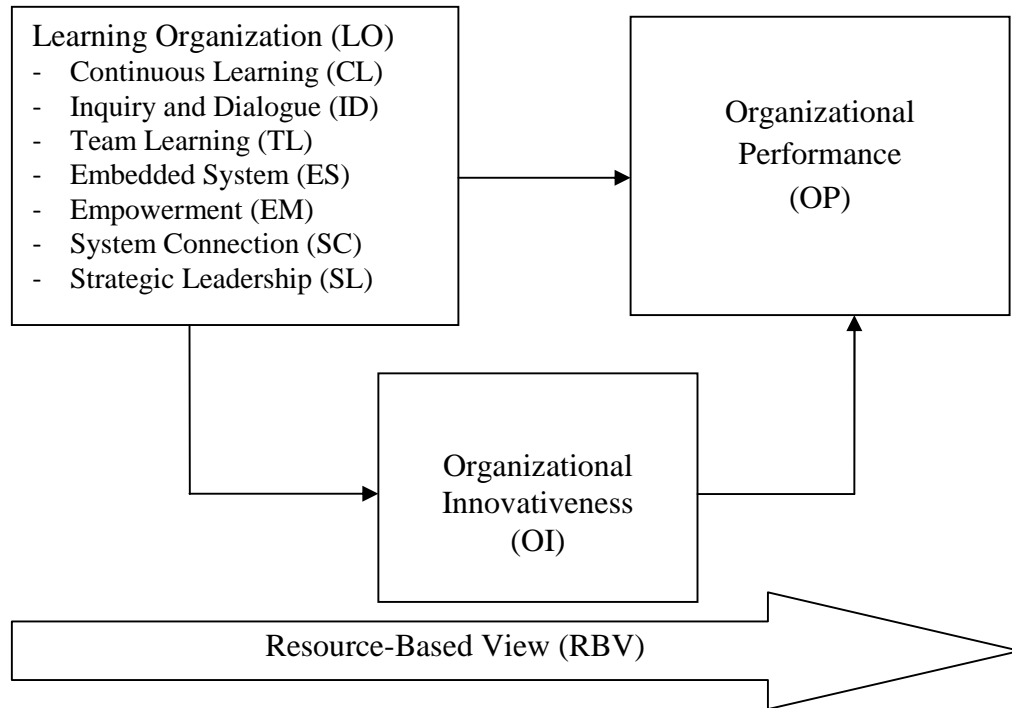 Learning Organization (LO)
- Continuous Learning (CL)
- Inquiry and Dialogue (ID)
- Team Learning (TL)
- Embedded System (ES)
- Empowerment (EM)
- System Connection (SC)
- Strategic Leadership (SL)
Organizational
Performance
(OP)
Organizational
Innovativeness
(OI)
Resource-Based View (RBV)